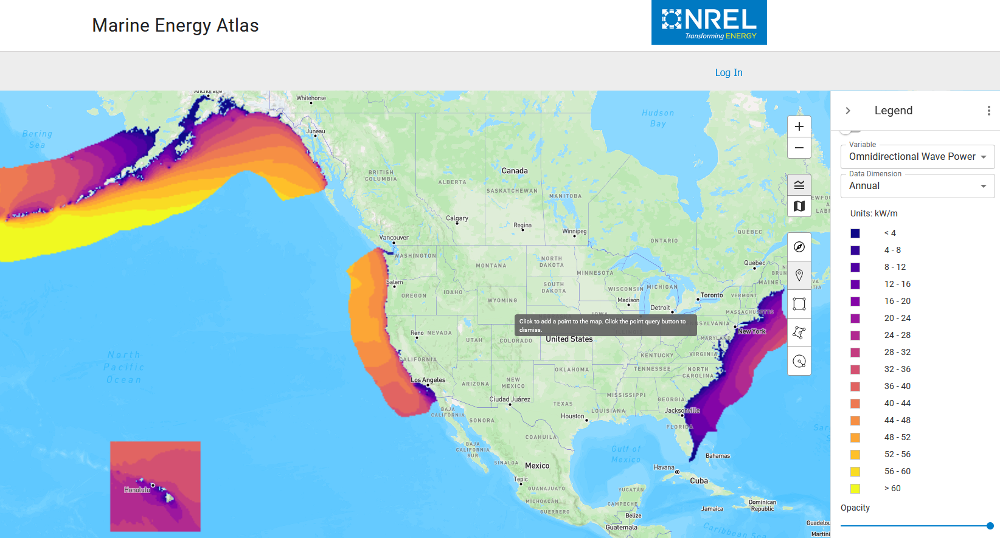 Marine Energy Atlas
NREL
Transforming ENERGY
Log In
Anchorage
Whitehorse
Bering
Sea
Juneau
Hudson
Bay
BRITISH
COLUMBIA
ALBERTA
Canada
SASKATCHEWAN
MANITOBA
Calgary
Regina
Winnipeg
Vancouver
ONTARIO
QUÉBEC
WASHINGTON
MONTANA
NORTH
DAKOTA
MINNESOTA
Quebec
MAINE
Salem
OREGON
IDAHO
WYOMING
SOUTH
DAKOTA
WISCONSIN
MICHIGAN
Madison
Detroit
Toronto
VERMONT
MASSACHUSETTS
IOWA
Click to add a point to the map. Click the point query button to
dismiss.
New York
MARYLAND
Reno
NEVADA
UTAH
COLORADO
United States
ILLINOIS
North
Pacific
Ocean
CALIFORNIA
KENTUCKY
VIRGINIA
Los Angeles
ARIZONA
NEW
MEXICO
OKLAHOMA
TENNESSEE
NORTH
CAROLINA
Ciudad Juárez
TEXAS
MISSISSIPPI
LOUISIANA
GEORGIA
Jacksonville
BAJA
CALIFORNIA
SONORA
Houston
FLORIDA
COAHUILA
BAJA
CALIFORNIA
SUR
SINALOA
Mexico
Gulf of
Mexico
Bahamas
Havana
Cuba
Tepic
GUANAJUATO
YUCATÁN
MICHOACÁN
GUERRERO
CAMPECHE
Belize
Guatemala
Jamaica
Dominican
Republic
Caribbean Sea
Guadelou
Martini
Honolulu
Legend
Variable
Omnidirectional Wave Power
Data Dimension
Annual
Units: kW/m
< 4
4 - 8
8 - 12
12 - 16
16 - 20
20 - 24
24 - 28
28 - 32
32 - 36
36 - 40
40 - 44
44 - 48
48 - 52
52 - 56
56 - 60
> 60
Opacity